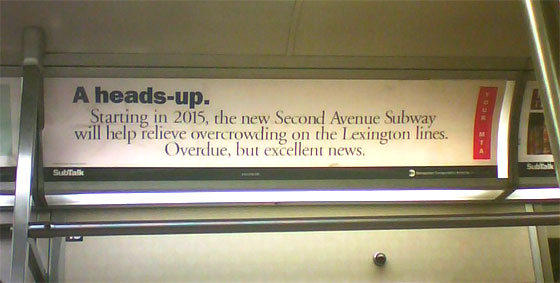 A heads-up.
Starting in 2015, the new Second Avenue Subway
will help relieve overcrowding on the Lexington lines.
Overdue, but excellent news.
YOUR MTA
SubTalk